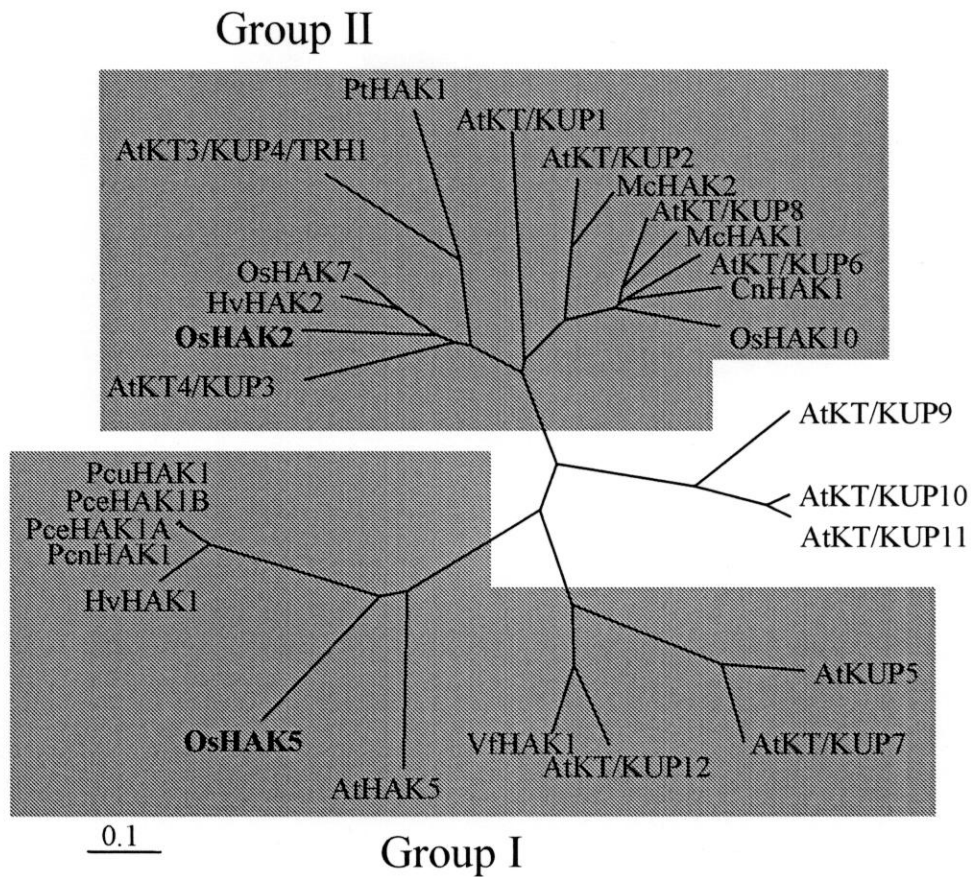 Group II
PtHAK1
AtKT/KUP1
AtKT3/KUP4/TRH1
AtKT/KUP2
McHAK2
AtKT/KUP8
McHAK1
AtKT/KUP6
CnHAK1
OsHAK10
OsHAK7
HvHAK2
OsHAK2
AtKT4/KUP3
AtKT/KUP9
AtKT/KUP10
AtKT/KUP11
PcuHAK1
PceHAK1B
PceHAK1A
PcnHAK1
HvHAK1
OsHAK5
AtHAK5
VfHAK1
AtKT/KUP12
AtKUP5
AtKT/KUP7
0.1
Group I